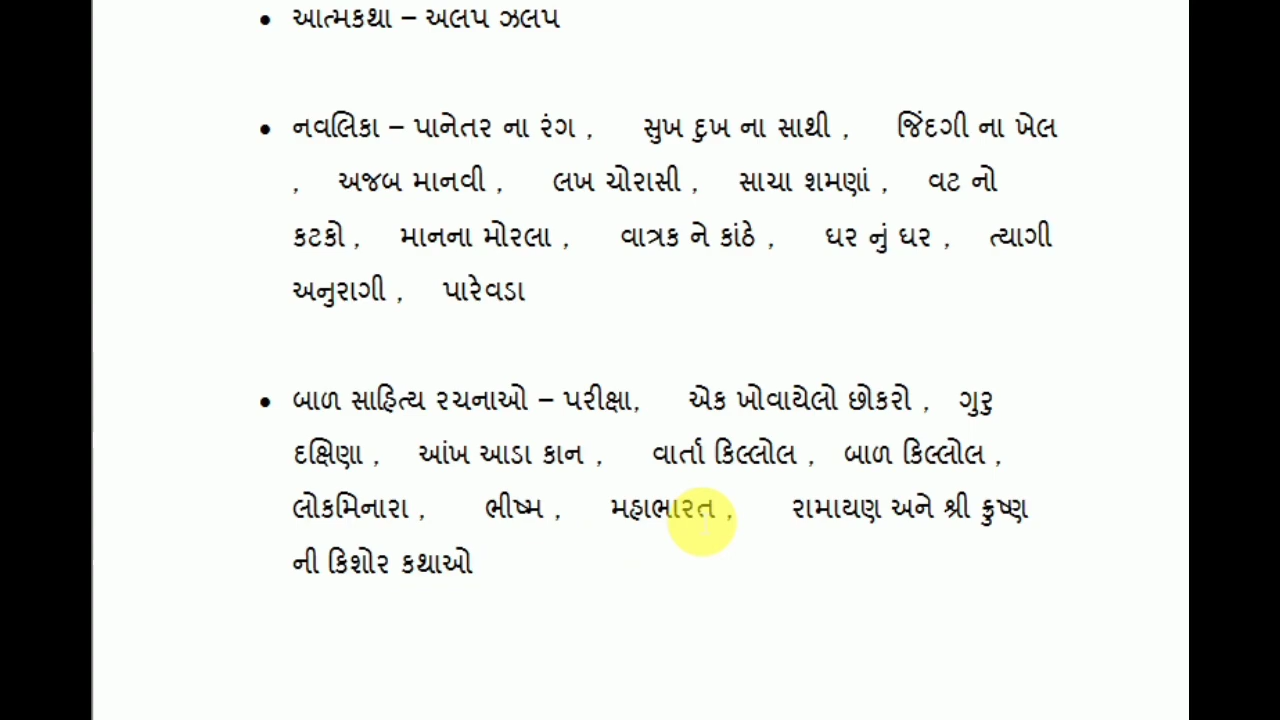 • આત્મકથા – અલપ ઝલપ
• નવલિકા – પાનેતર ના રંગ , સુખ દુખ ના સાથી , જિંદગી ના ખેલ
, અજબ માનવી , લખ ચોરાસી , સાચા શમણાં , વટ નો
કટકો , માનના મોરલા , વાત્રક ને કાંઠે , ઘર નું ઘર , ત્યાગી
અનુરાગી , પારેવડા
• બાળ સાહિત્ય રચનાઓ – પરીક્ષા, એક ખોવાયેલો છોકરો , ગુરુ
દક્ષિણા , આંખ આડા કાન , વાર્તા કિલ્લોલ , બાળ કિલ્લોલ ,
લોકમિનારા , ભીષ્મ , મહાભારત , રામાયણ અને શ્રી ક્રુષ્ણ
ની કિશોર કથાઓ